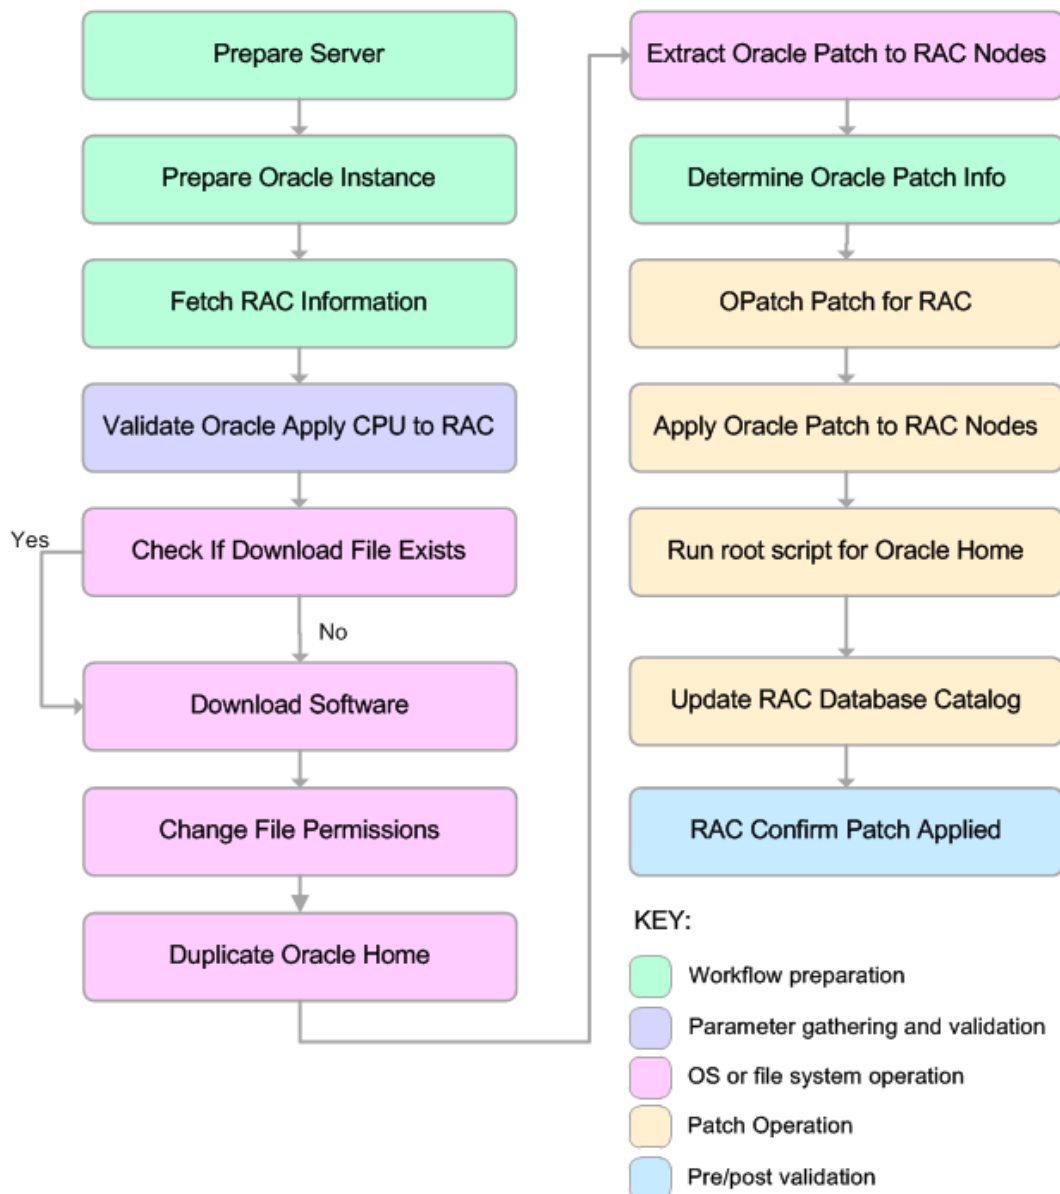 Prepare Server
Prepare Oracle Instance
Fetch RAC Information
Validate Oracle Apply CPU to RAC
Check If Download File Exists
Yes
No
Download Software
Change File Permissions
Duplicate Oracle Home
Extract Oracle Patch to RAC Nodes
Determine Oracle Patch Info
OPatch Patch for RAC
Apply Oracle Patch to RAC Nodes
Run root script for Oracle Home
Update RAC Database Catalog
RAC Confirm Patch Applied
KEY:
Workflow preparation
Parameter gathering and validation
OS or file system operation
Patch Operation
Pre/post validation